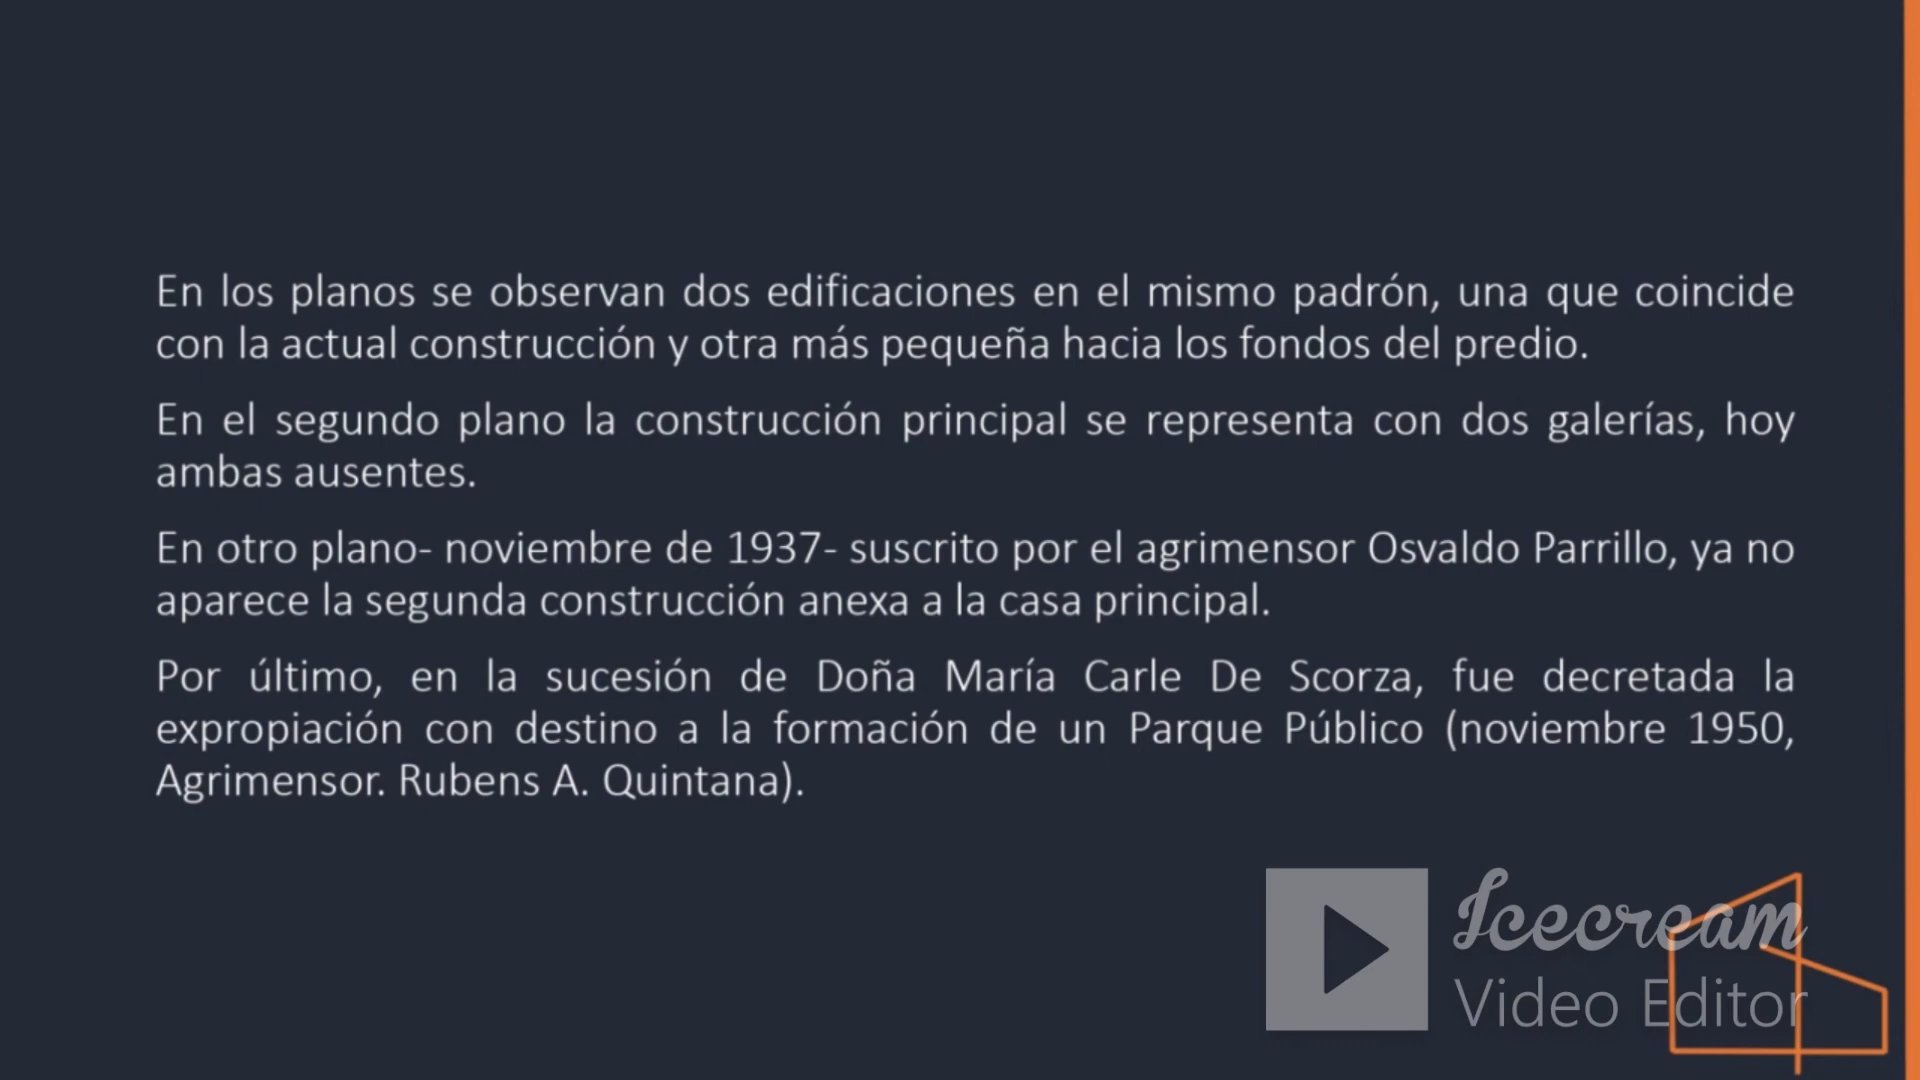 En los planos se observan dos edificaciones en el mismo padrón, una que coincide
con la actual construcción y otra más pequeña hacia los fondos del predio.
En el segundo plano la construcción principal se representa con dos galerías, hoy
ambas ausentes.
En otro plano- noviembre de 1937- suscrito por el agrimensor Osvaldo Parrillo, ya no
aparece la segunda construcción anexa a la casa principal.
Por último, en la sucesión de Doña María Carle De Scorza, fue decretada la
expropiación con destino a la formación de un Parque Público (noviembre 1950,
Agrimensor. Rubens A. Quintana).
Icecream
Video Editor